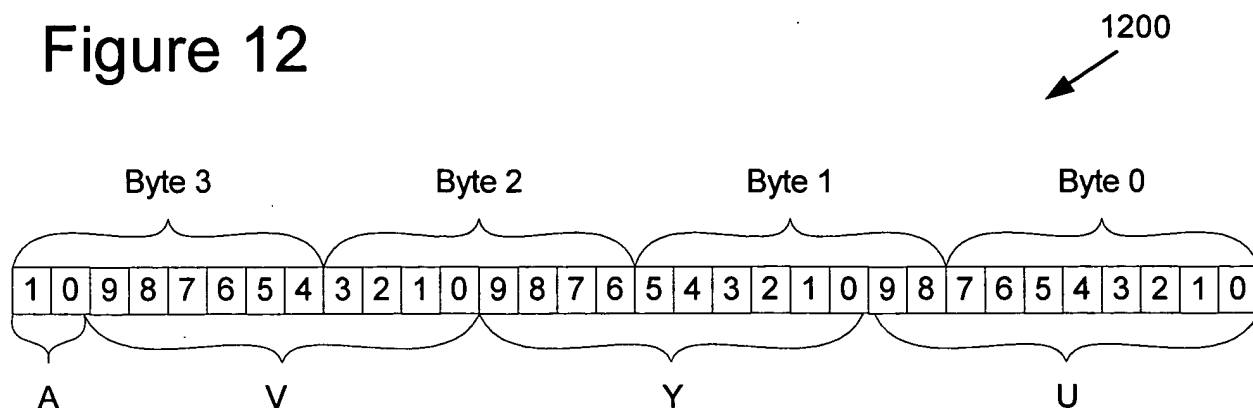 Figure 12
1200
Byte 3 Byte 2 Byte 1 Byte 0
1 0 9 8 7 6 5 4 3 2 1 0 9 8 7 6 5 4 3 2 1 0 9 8 7 6 5 4 3 2 1 0
A V Y U